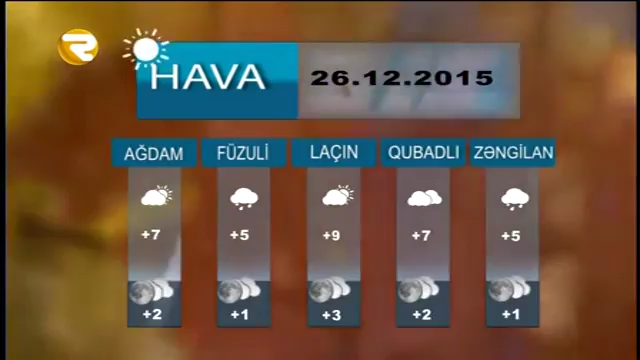 HAVA 26.12.2015
AĞDAM FÜZULİ LAÇIN QUBADLI ZƏNGİLAN
+7 +5 +9 +7 +5
+2 +1 +3 +2 +1